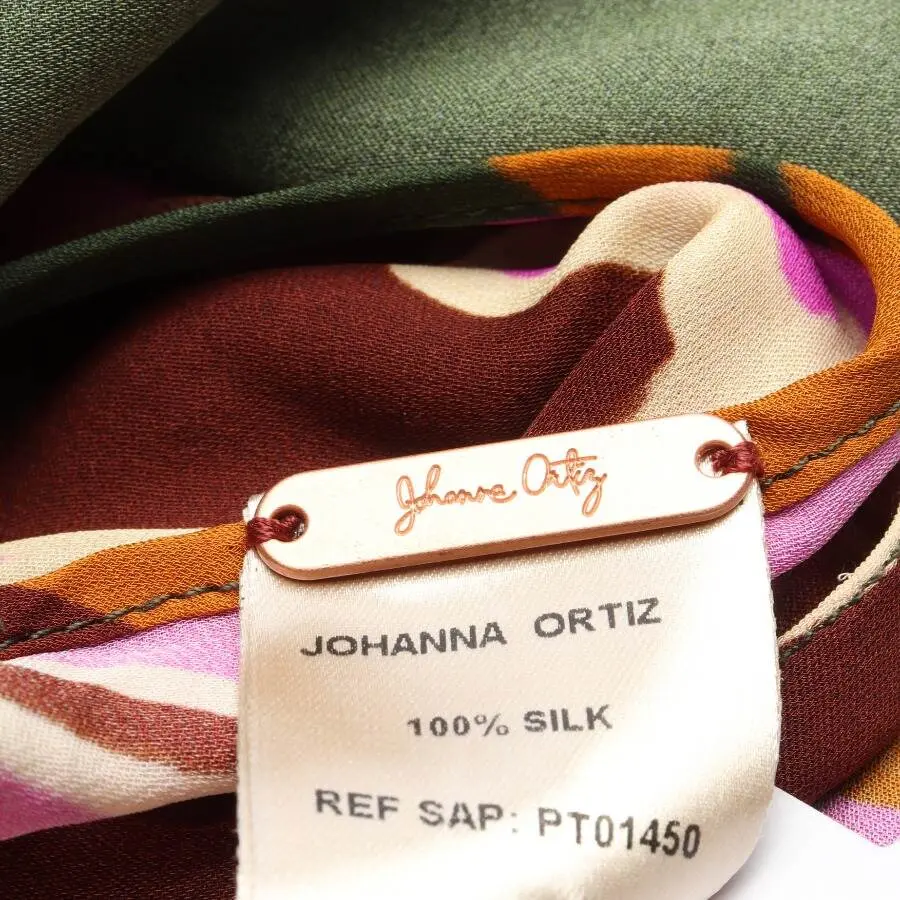 Johanna Ortiz
JOHANNA ORTIZ
100% SILK
REF SAP: PT01450